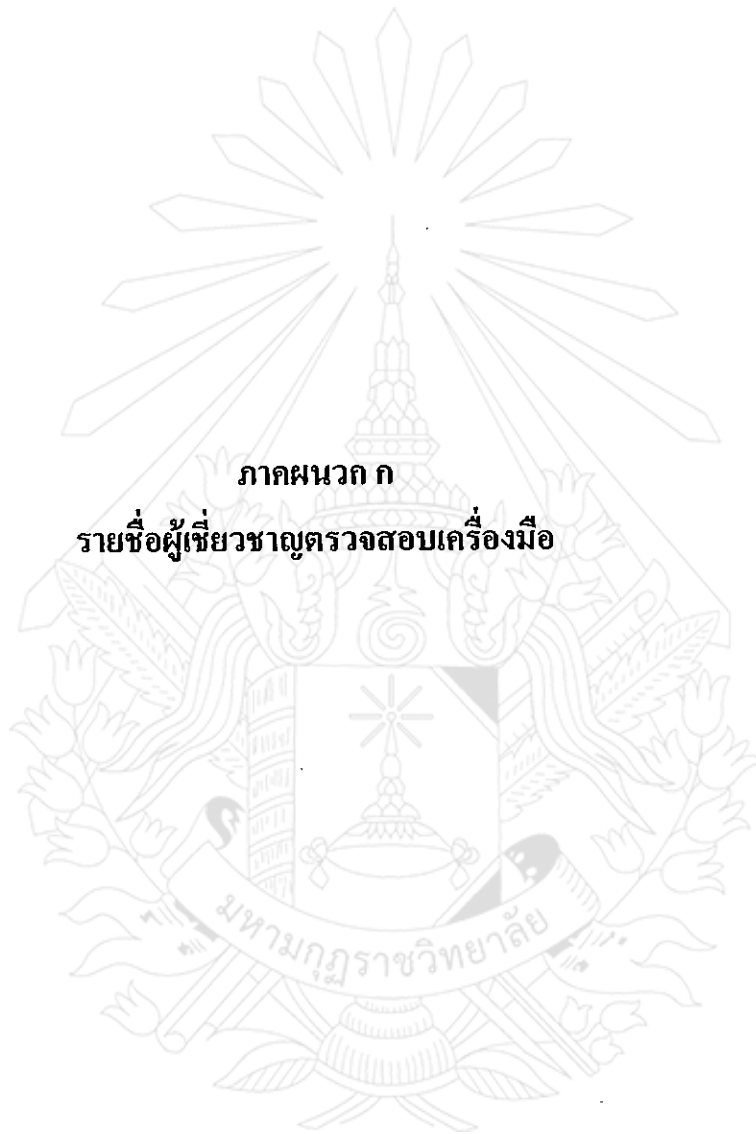 ภาคผนวก ก
รายชื่อผู้เชี่ยวชาญตรวจสอบเครื่องมือ
มหามกุฏราชวิทยาลัย